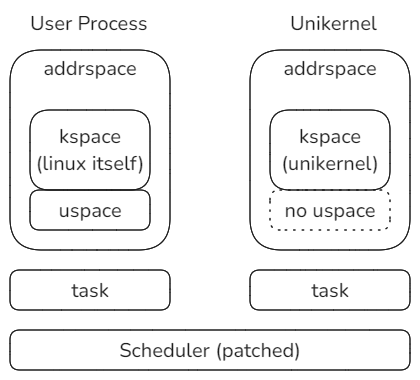 User Process
Unikernel
addrspace
addrspace
kspace
(linux itself)
kspace
(unikernel)
uspace
no uspace
task
task
Scheduler (patched)